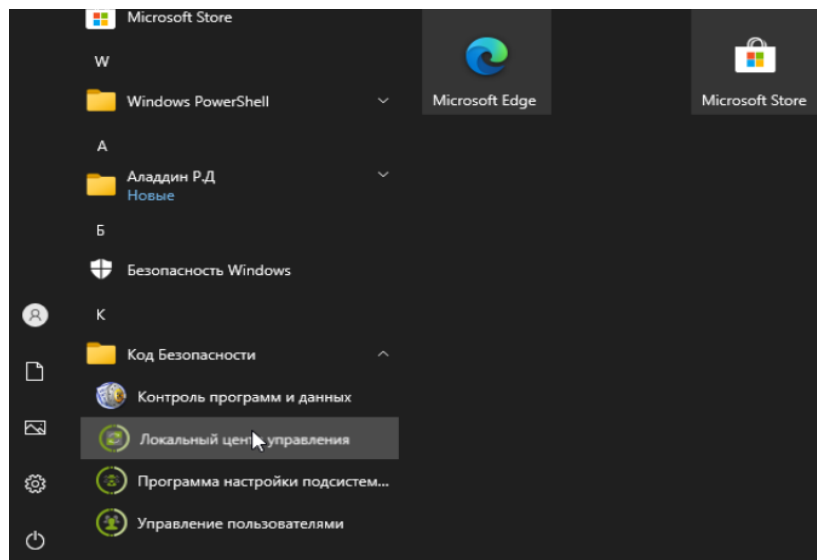 Microsoft Store
W
Windows PowerShell
А
Аладдин Р.Д
Новые
Б
Безопасность Windows
К
Код Безопасности
Контроль программ и данных
Локальный центр управления
Программа настройки подсистем...
Управление пользователями
Microsoft Edge
Microsoft Store